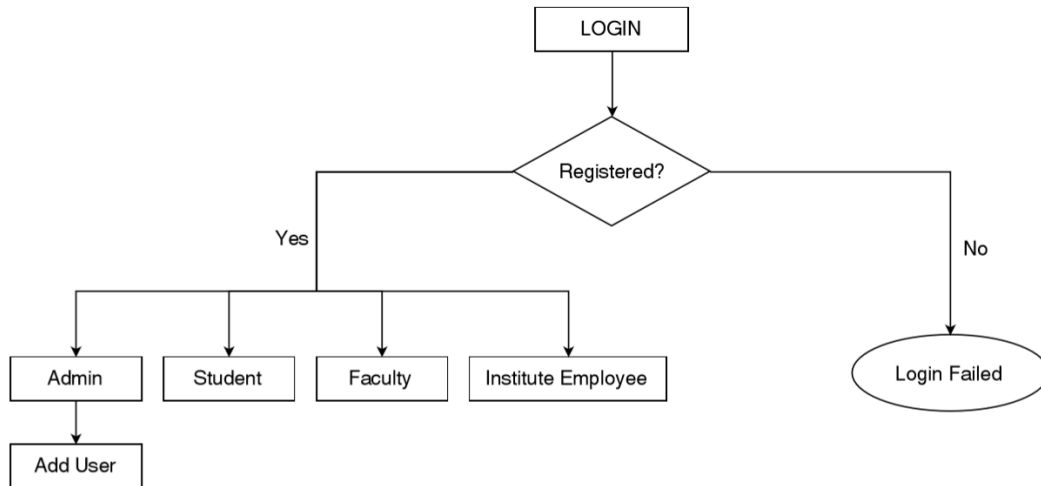 LOGIN
Registered?
Yes
No
Admin
Student
Faculty
Institute Employee
Login Failed
Add User